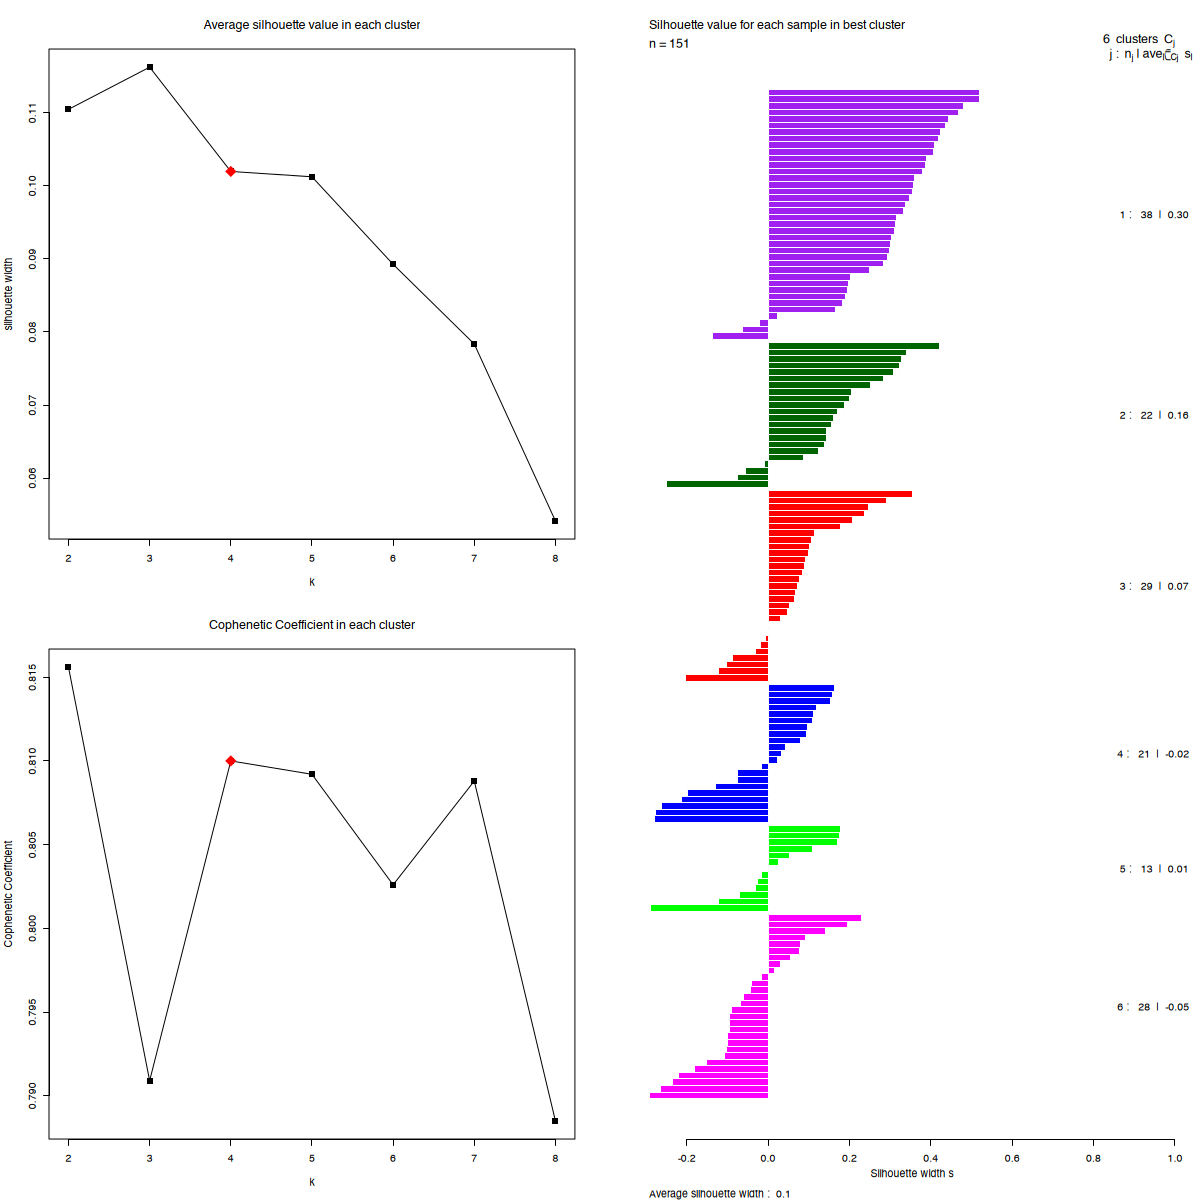 Average silhouette value in each cluster
0.11
0.10
0.09
0.08
0.07
0.06
silhouette width
2 3 4 5 6 7 8
k
Cophenetic Coefficient in each cluster
0.815
0.810
0.805
0.800
0.795
0.790
Cophenetic Coefficient
2 3 4 5 6 7 8
k
Silhouette value for each sample in best cluster
n = 151
6 clusters Cj
j : nj | avei∈Cj si
1 : 38 | 0.30
2 : 22 | 0.16
3 : 29 | 0.07
4 : 21 | -0.02
5 : 13 | 0.01
6 : 28 | -0.05
-0.2 0.0 0.2 0.4 0.6 0.8 1.0
Silhouette width s
Average silhouette width : 0.1